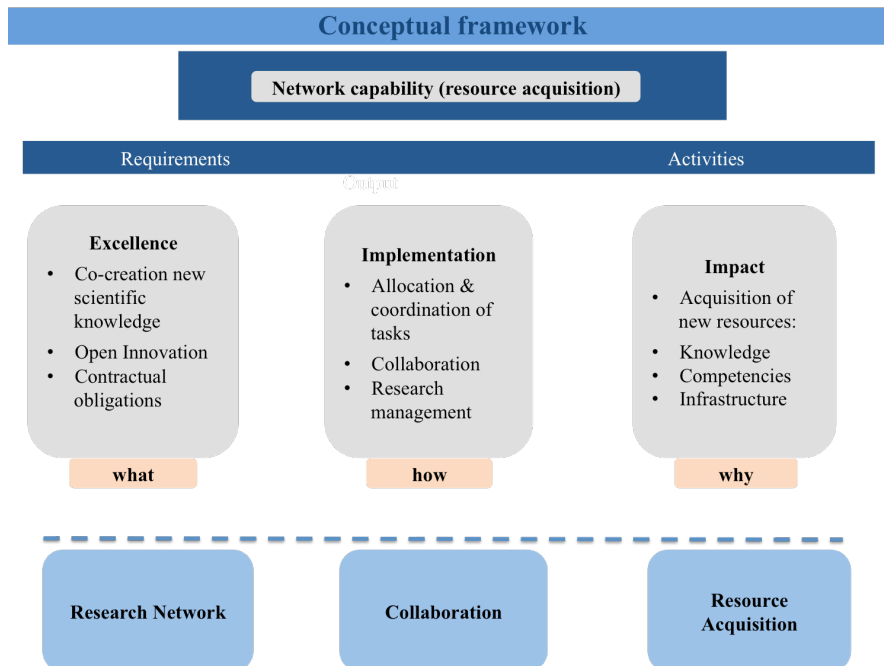 Conceptual framework
Network capability (resource acquisition)
Requirements
Activities
Output
Excellence
• Co-creation new
scientific
knowledge
• Open Innovation
• Contractual
obligations
what
Implementation
• Allocation &
coordination of
tasks
• Collaboration
• Research
management
how
Impact
• Acquisition of
new resources:
• Knowledge
• Competencies
• Infrastructure
why
Research Network
Collaboration
Resource
Acquisition